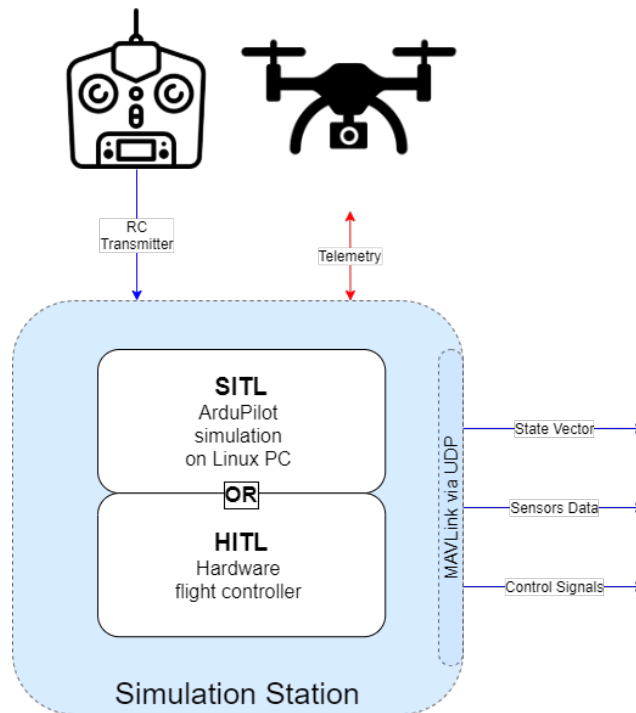 RC
Transmitter
Telemetry
SITL
ArduPilot
simulation
on Linux PC
OR
HITL
Hardware
flight controller
MAVLink via UDP
State Vector
Sensors Data
Control Signals
Simulation Station